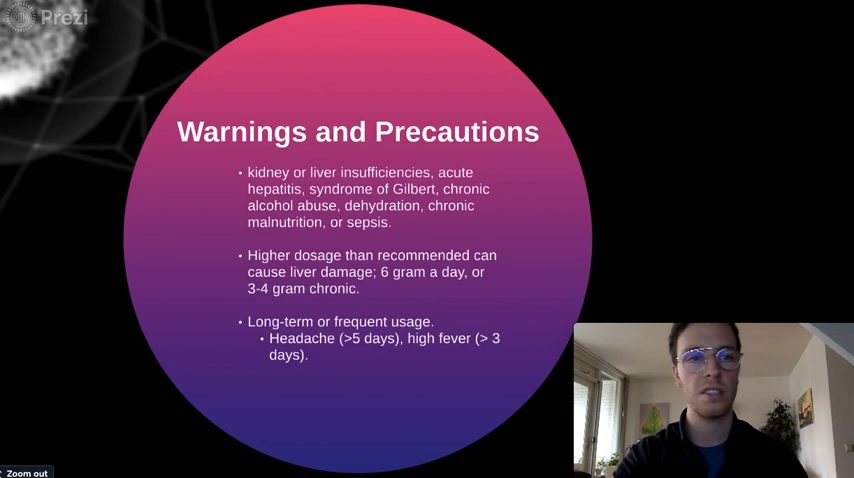 Prezi
Warnings and Precautions
• kidney or liver insufficiencies, acute
hepatitis, syndrome of Gilbert, chronic
alcohol abuse, dehydration, chronic
malnutrition, or sepsis.
• Higher dosage than recommended can
cause liver damage; 6 gram a day, or
3-4 gram chronic.
• Long-term or frequent usage.
• Headache (>5 days), high fever (> 3
days).
Zoom out